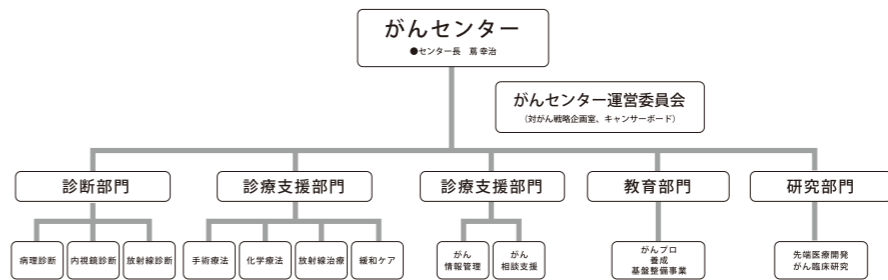 がんセンター
●センター長 蔦 幸治
がんセンター運営委員会
(対がん戦略企画室、キャンサーボード)
診断部門
診療支援部門
診療支援部門
教育部門
研究部門
病理診断
内視鏡診断
放射線診断
手術療法
化学療法
放射線治療
緩和ケア
がん
情報管理
がん
相談支援
がんプロ
養成
基盤整備事業
先端医療開発
がん臨床研究